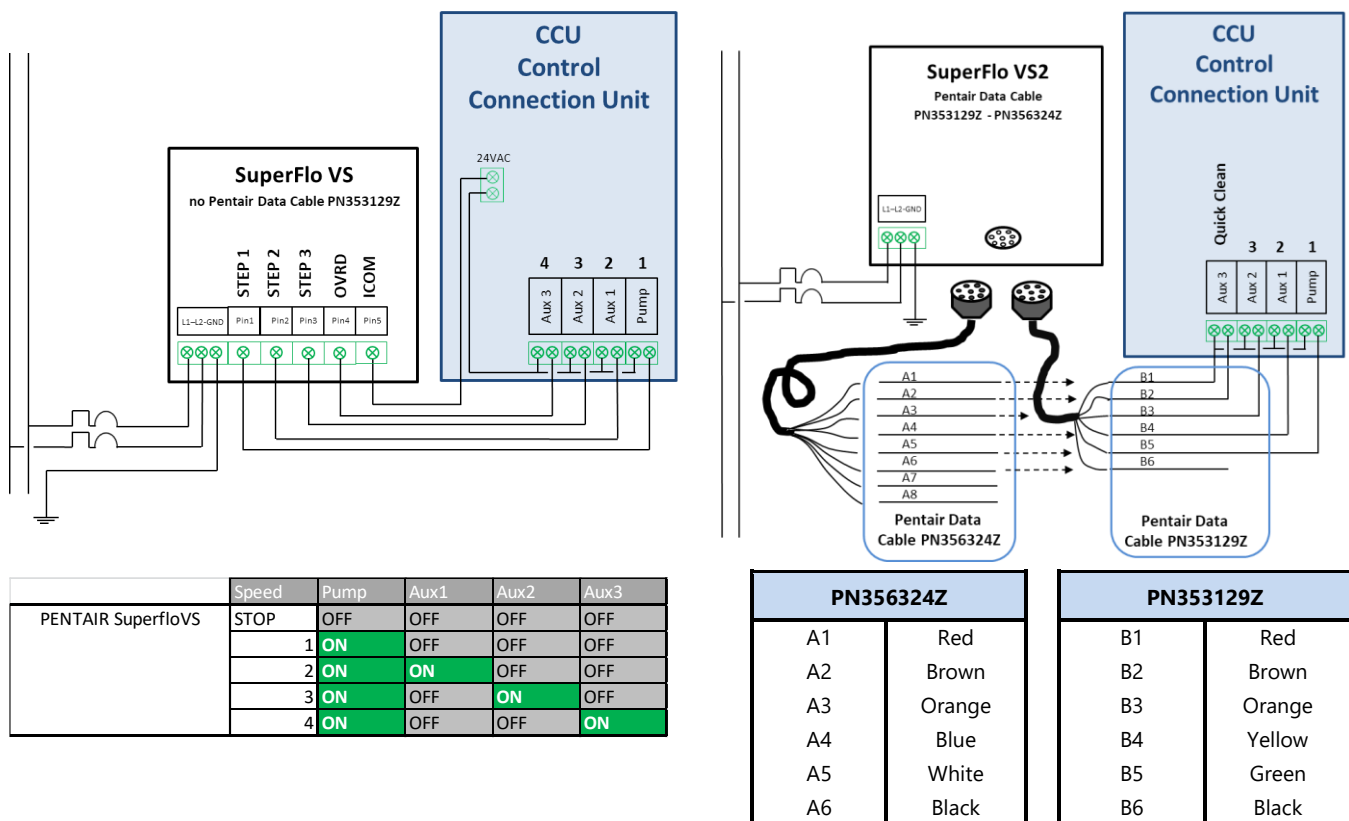 CCU
Control
Connection Unit
24VAC
4 3 2 1
Aux 3 Aux 2 Aux 1 Pump
SuperFlo VS
no Pentair Data Cable PN353129Z
STEP 1 STEP 2 STEP 3 OVRD ICOM
L1-L2-GND Pin1 Pin2 Pin3 Pin4 Pin5
SuperFlo VS2
Pentair Data Cable
PN353129Z - PN356324Z
L1-L2-GND
CCU
Control
Connection Unit
Quick Clean 3 2 1
Aux 3 Aux 2 Aux 1 Pump
A1
A2
A3
A4
A5
A6
A7
A8
Pentair Data
Cable PN356324Z
B1
B2
B3
B4
B5
B6
Pentair Data
Cable PN353129Z
Speed Pump Aux1 Aux2 Aux3
PENTAIR SuperfloVS STOP OFF OFF OFF OFF
1 ON OFF OFF OFF
2 ON ON OFF OFF
3 ON OFF ON OFF
4 ON OFF OFF ON
PN356324Z
A1 Red
A2 Brown
A3 Orange
A4 Blue
A5 White
A6 Black
PN353129Z
B1 Red
B2 Brown
B3 Orange
B4 Yellow
B5 Green
B6 Black